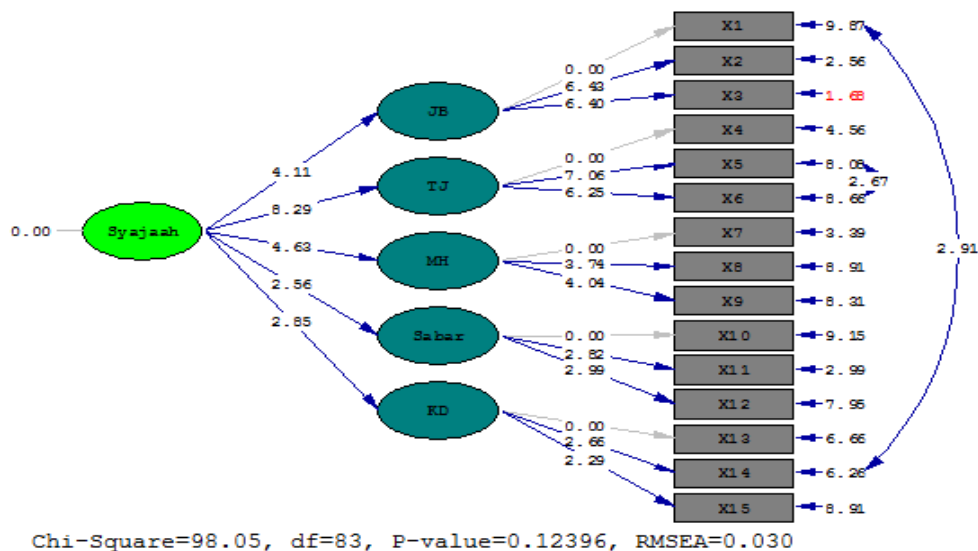 X1 9.87
0.00
X2 2.56
6.43
6.40
X3 1.68
JB
0.00
X4 4.56
4.11
7.06
X5 8.08
2.67
TJ
6.25
X6 8.66
8.29
0.00 Syajaah
0.00
X7 3.39
4.63
2.91
MH
3.74
X8 8.91
2.56
4.04
X9 8.31
2.85
Sabar
0.00
X10 9.15
2.82
X11 2.99
2.99
X12 7.95
KD
0.00
X13 6.66
2.66
2.29
X14 6.26
X15 8.91
Chi-Square=98.05, df=83, P-value=0.12396, RMSEA=0.030